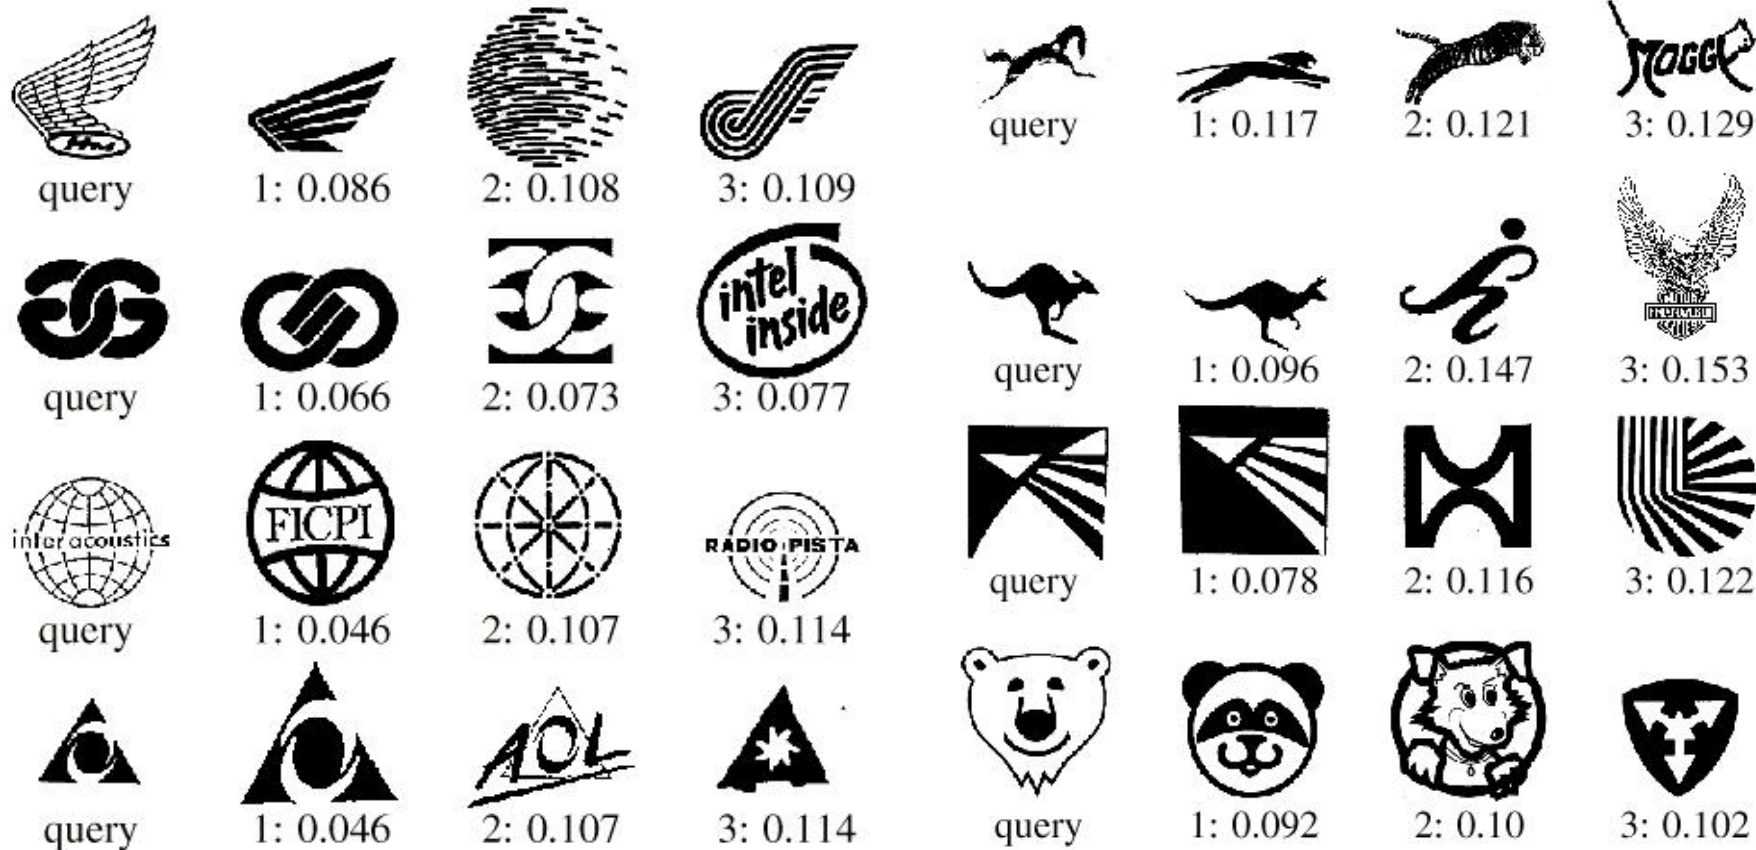 MOGGY
query 1: 0.117 2: 0.121 3: 0.129
query 1: 0.086 2: 0.108 3: 0.109
intel
inside
query 1: 0.096 2: 0.147 3: 0.153
query 1: 0.066 2: 0.073 3: 0.077
FICPI
inter acoustics
RADIO PISTA
query 1: 0.078 2: 0.116 3: 0.122
query 1: 0.046 2: 0.107 3: 0.114
AOL
query 1: 0.046 2: 0.107 3: 0.114
query 1: 0.092 2: 0.10 3: 0.102